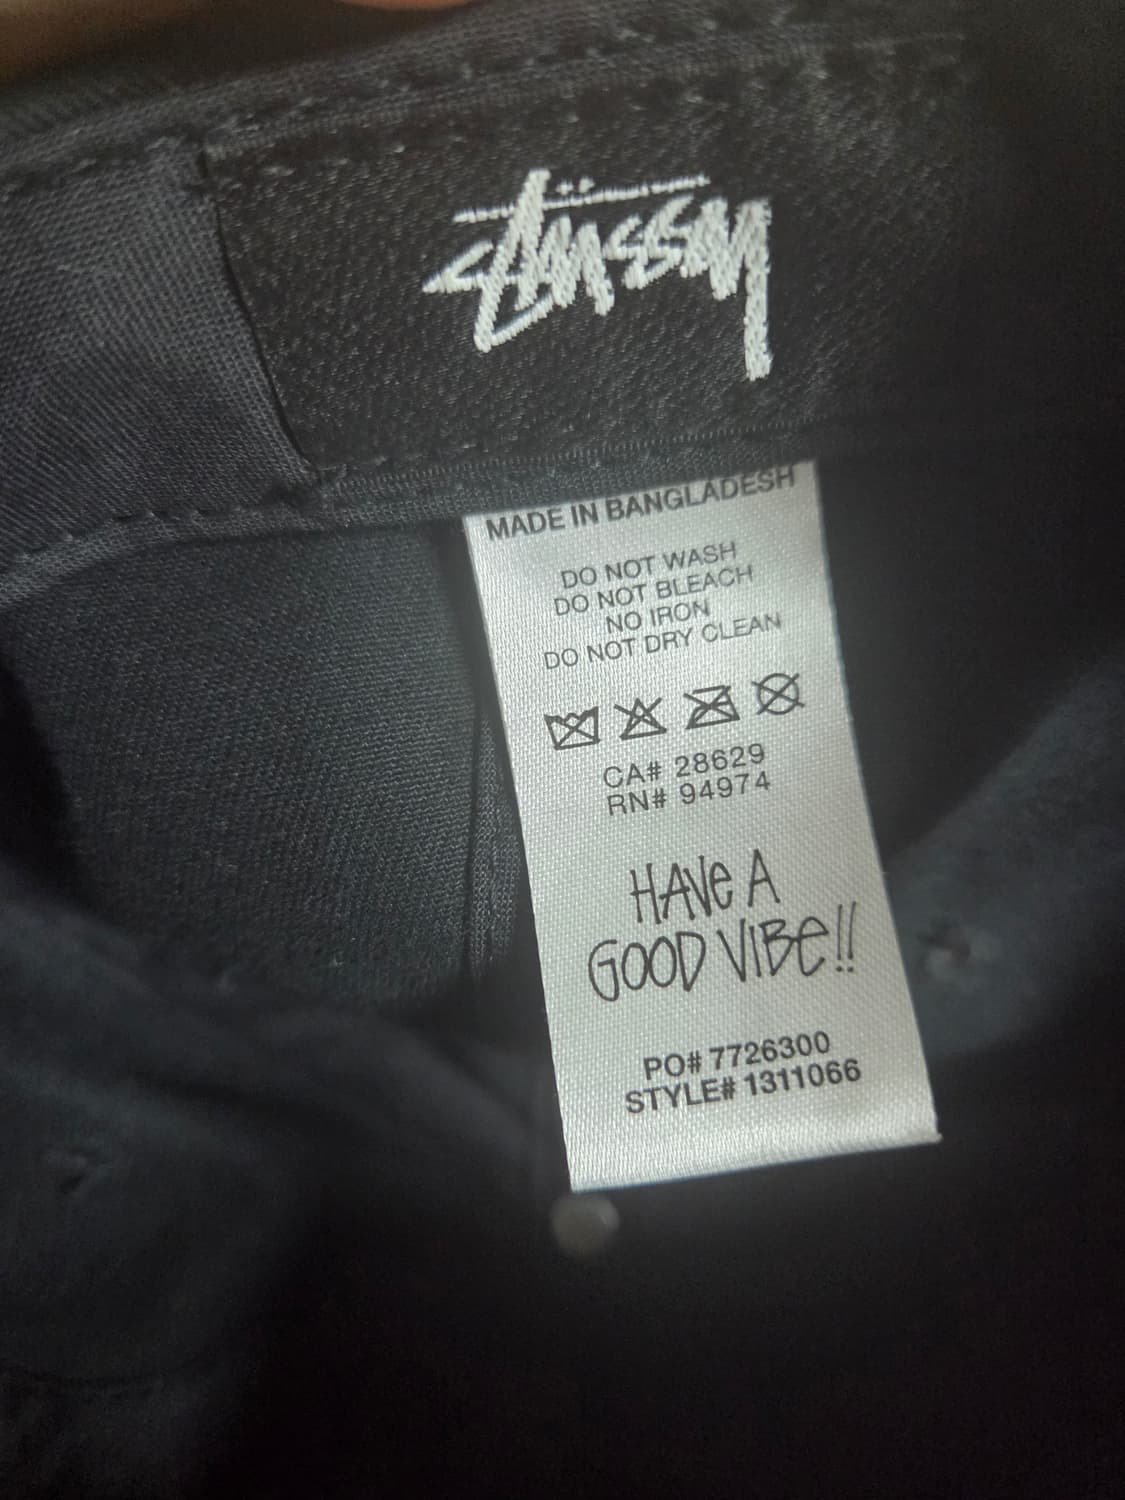 stüssy
MADE IN BANGLADESH
DO NOT WASH
DO NOT BLEACH
NO IRON
DO NOT DRY CLEAN
CA# 28629
RN# 94974
HAVe A
GOOD VIBe!!
PO# 7726300
STYLE# 1311066